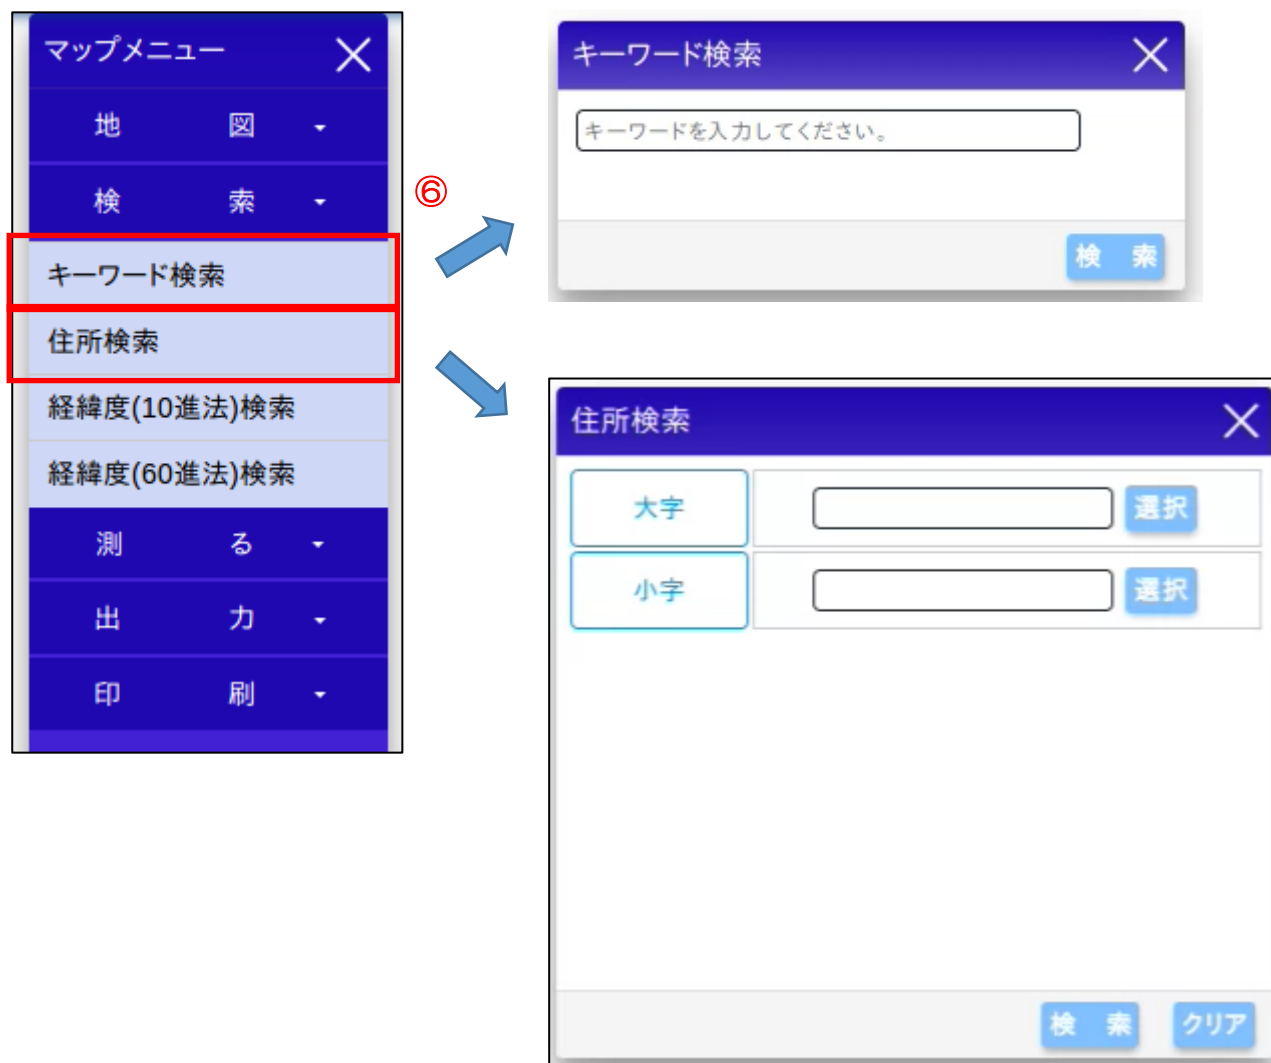 マップメニュー
地 図
検 索
キーワード検索
住所検索
経緯度(10進法)検索
経緯度(60進法)検索
測 る
出 力
印 刷
⑥
キーワード検索
キーワードを入力してください。
検 索
住所検索
大字
選択
小字
選択
検 索
クリア